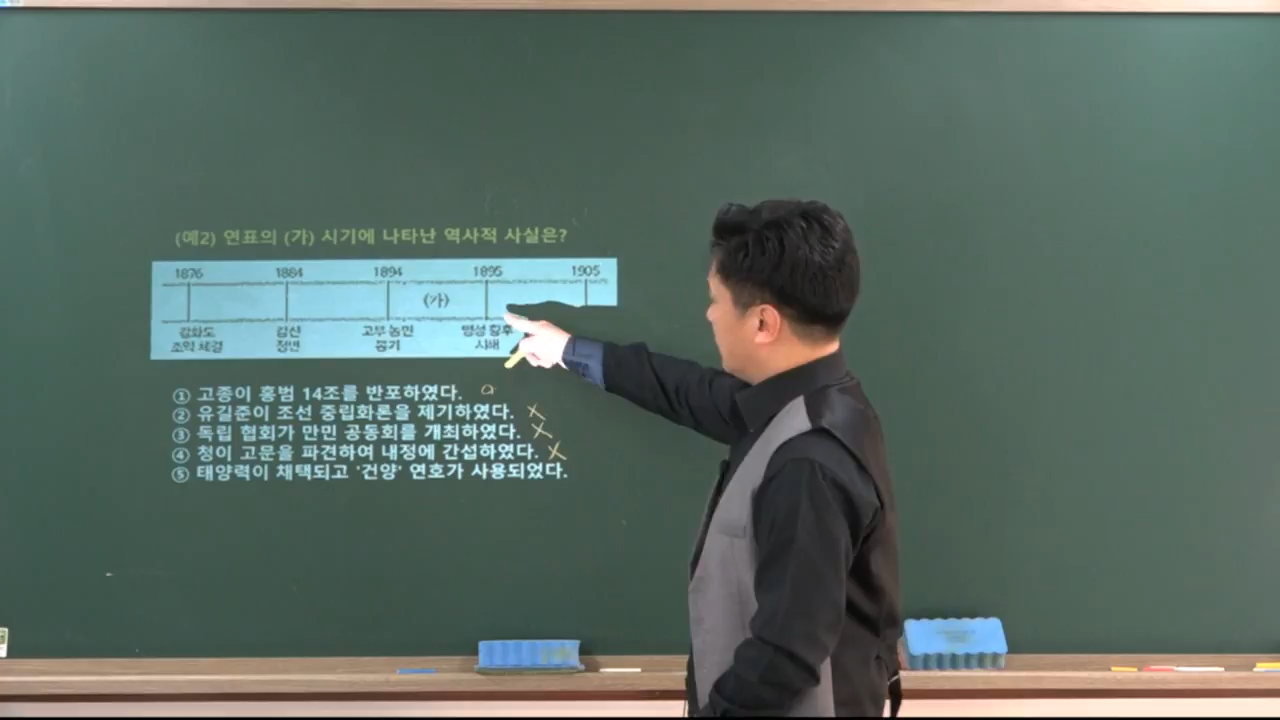 (예2) 연표의 (가) 시기에 나타난 역사적 사실은?
1876 1884 1894 1895 1905
(가)
강화도 갑신 고부 농민 명성 황후
조약 체결 정변 봉기 시해
① 고종이 홍범 14조를 반포하였다.
② 유길준이 조선 중립화론을 제기하였다.
③ 독립 협회가 만민 공동회를 개최하였다.
④ 청이 고문을 파견하여 내정에 간섭하였다.
⑤ 태양력이 채택되고 '건양' 연호가 사용되었다.